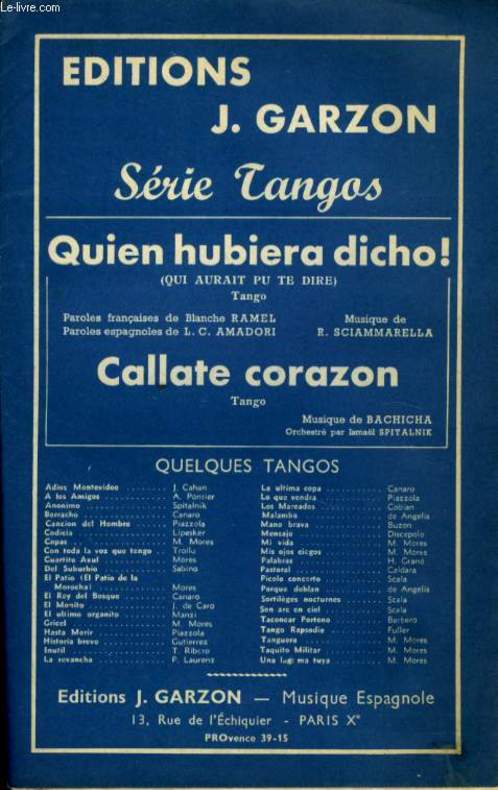 Le-livre.com
EDITIONS
J. GARZON
Série Tangos
Quien hubiera dicho!
(QUI AURAIT PU TE DIRE)
Tango
Paroles françaises de Blanche RAMEL
Paroles espagnoles de L. C. AMADORI
Musique de
R. SCIAMMARELLA
Callate corazon
Tango
Musique de BACHICHA
Orchestré par Ismaël SPITALNIK
QUELQUES TANGOS
Adios Montevideo ........ J. Cahan
A los Amigos ........ A. Pontier
Anonimo ........ Spitalnik
Borracho ........ Canaro
Cancion del Hombre ........ Piazzola
Codicia ........ Lipesker
Copas ........ M. Mores
Con toda la voz que tengo .. Troilu
Cuartito Azul ........ Mores
Del Suburbio ........ Sabino
El Patio (El Patio de la
Morocha) ........ Mores
El Rey del Bosque ........ Canaro
El Monito ........ J. de Caro
El ultimo organito ........ Manzi
Gricel ........ M. Mores
Hasta Morir ........ Piazzola
Historia breve ........ Gutierrez
Inutil ........ T. Ribero
La revancha ........ P. Laurenz
La ultima copa ........ Canaro
Lo que vendra ........ Piazzola
Los Mareados ........ Cobian
Malambo ........ de Angelis
Mano brava ........ Buzon
Mensaje ........ Discepolo
Mi vida ........ M. Mores
Mis ojos ciegos ........ M. Mores
Palabras ........ H. Grané
Pastoral ........ Caldara
Picolo concerto ........ Scala
Porque doblan ........ de Angelis
Sortilèges nocturnes ........ Scala
Son arc en ciel ........ Scala
Taconear Porteno ........ Barbero
Tango Rapsodie ........ Fuller
Tanguera ........ M. Mores
Taquito Militar ........ M. Mores
Una lagrima tuya ........ M. Mores
Editions J. GARZON — Musique Espagnole
13, Rue de l'Échiquier - PARIS Xe
PROvence 39-15